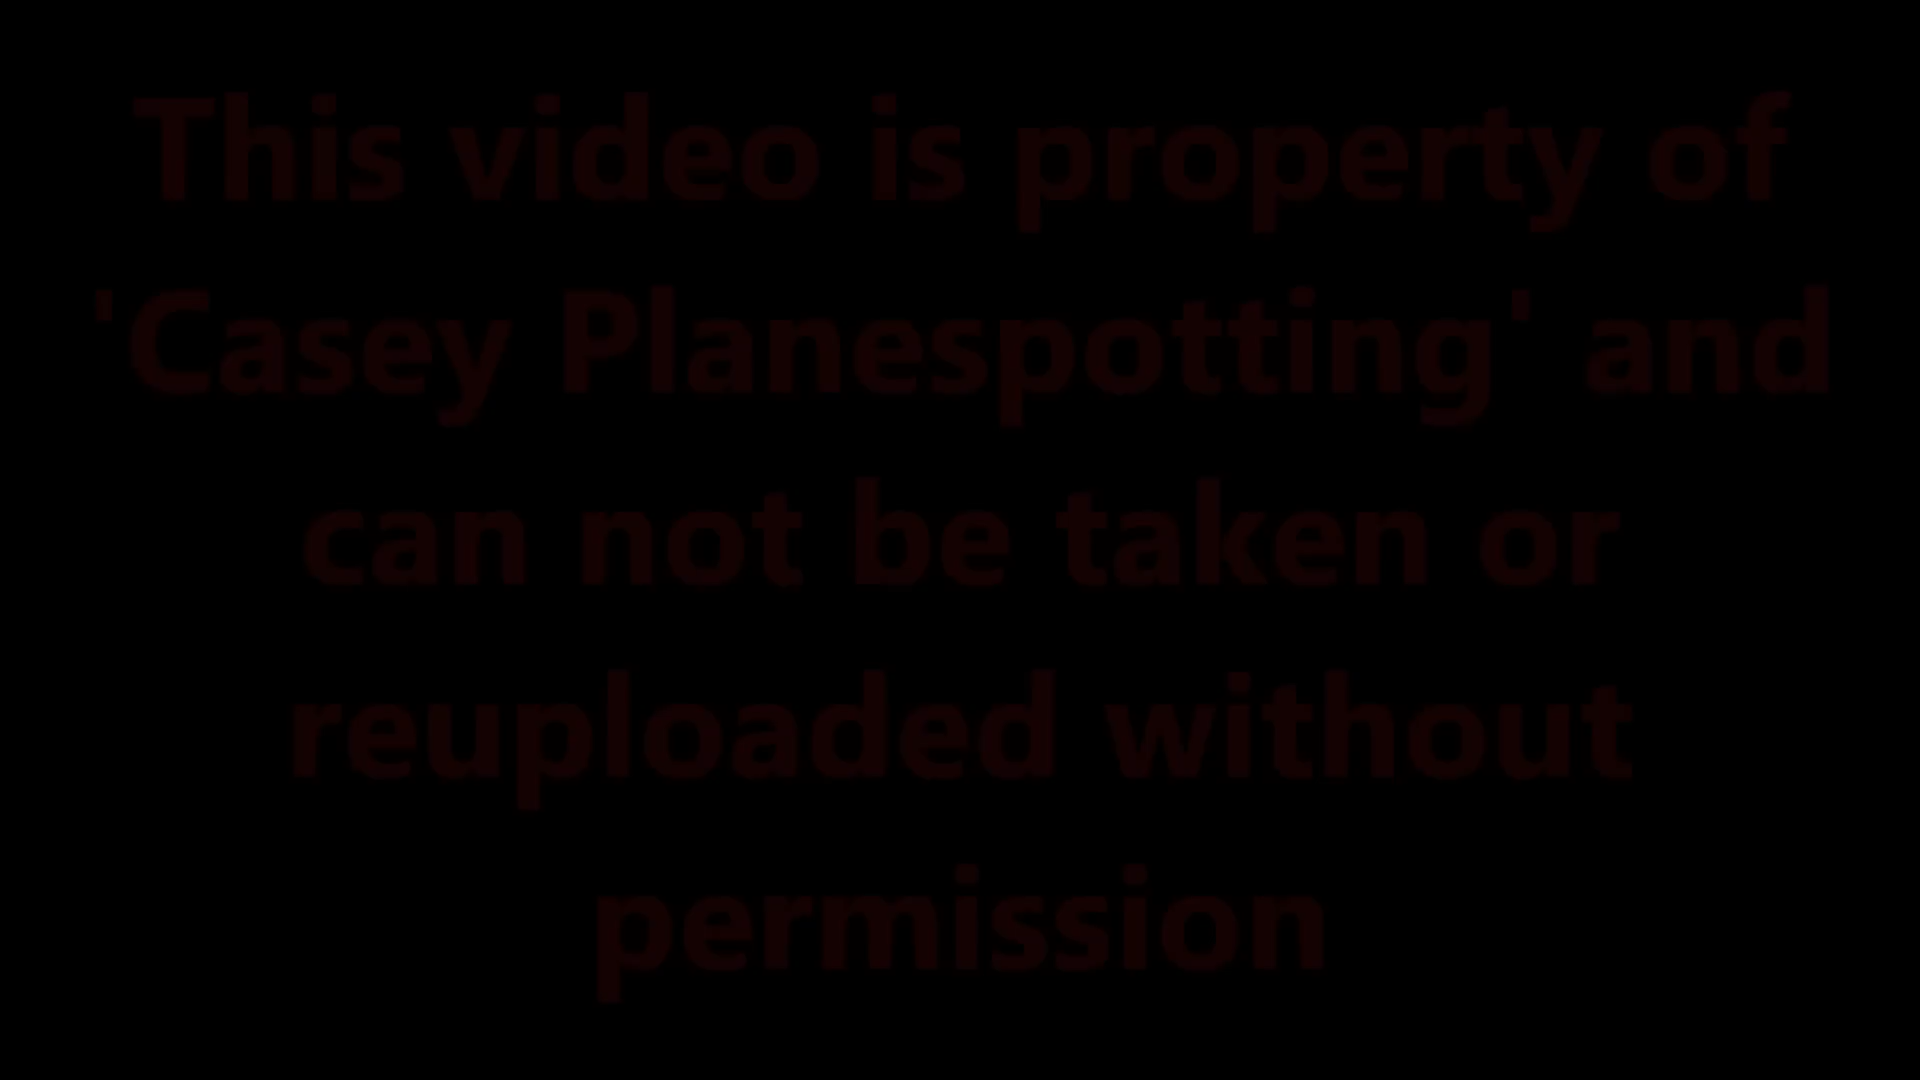 This video is property of
'Casey Planespotting' and
can not be taken or
reuploaded without
permission